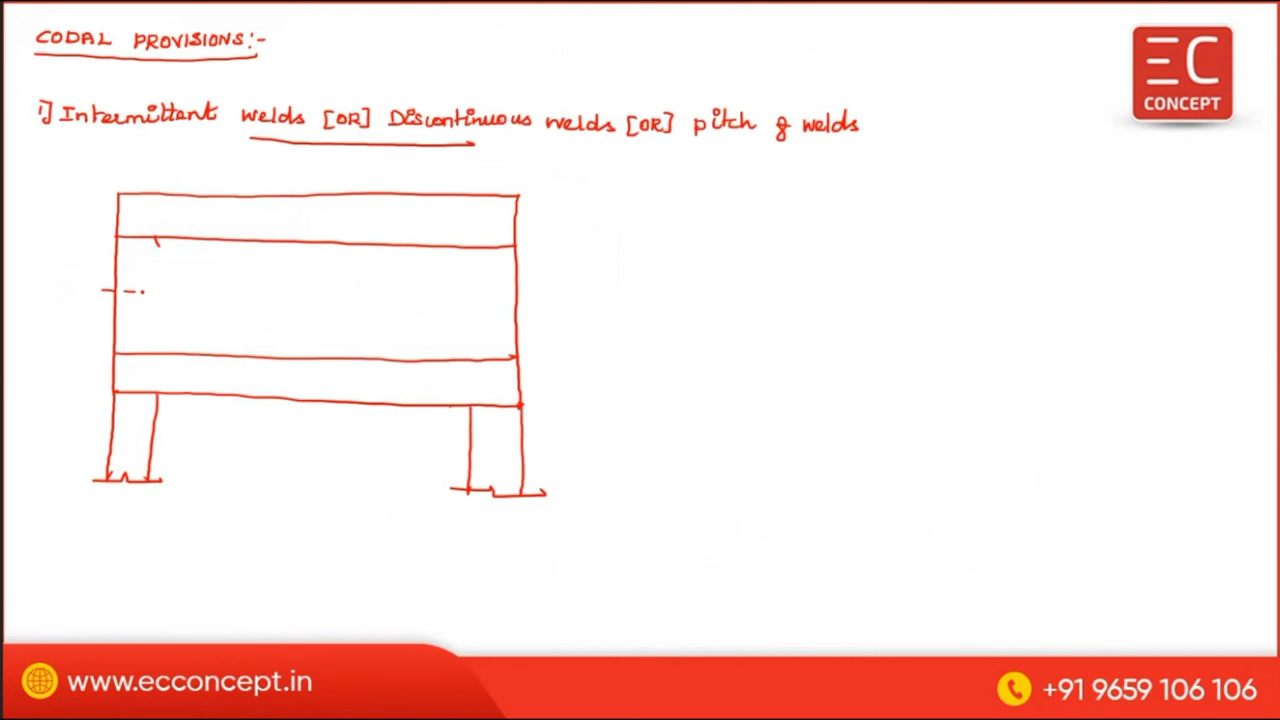 CODAL PROVISIONS:-
EC
CONCEPT
i] Intermittent welds [OR] Discontinuous welds [OR] pitch of welds
www.ecconcept.in
+91 9659 106 106